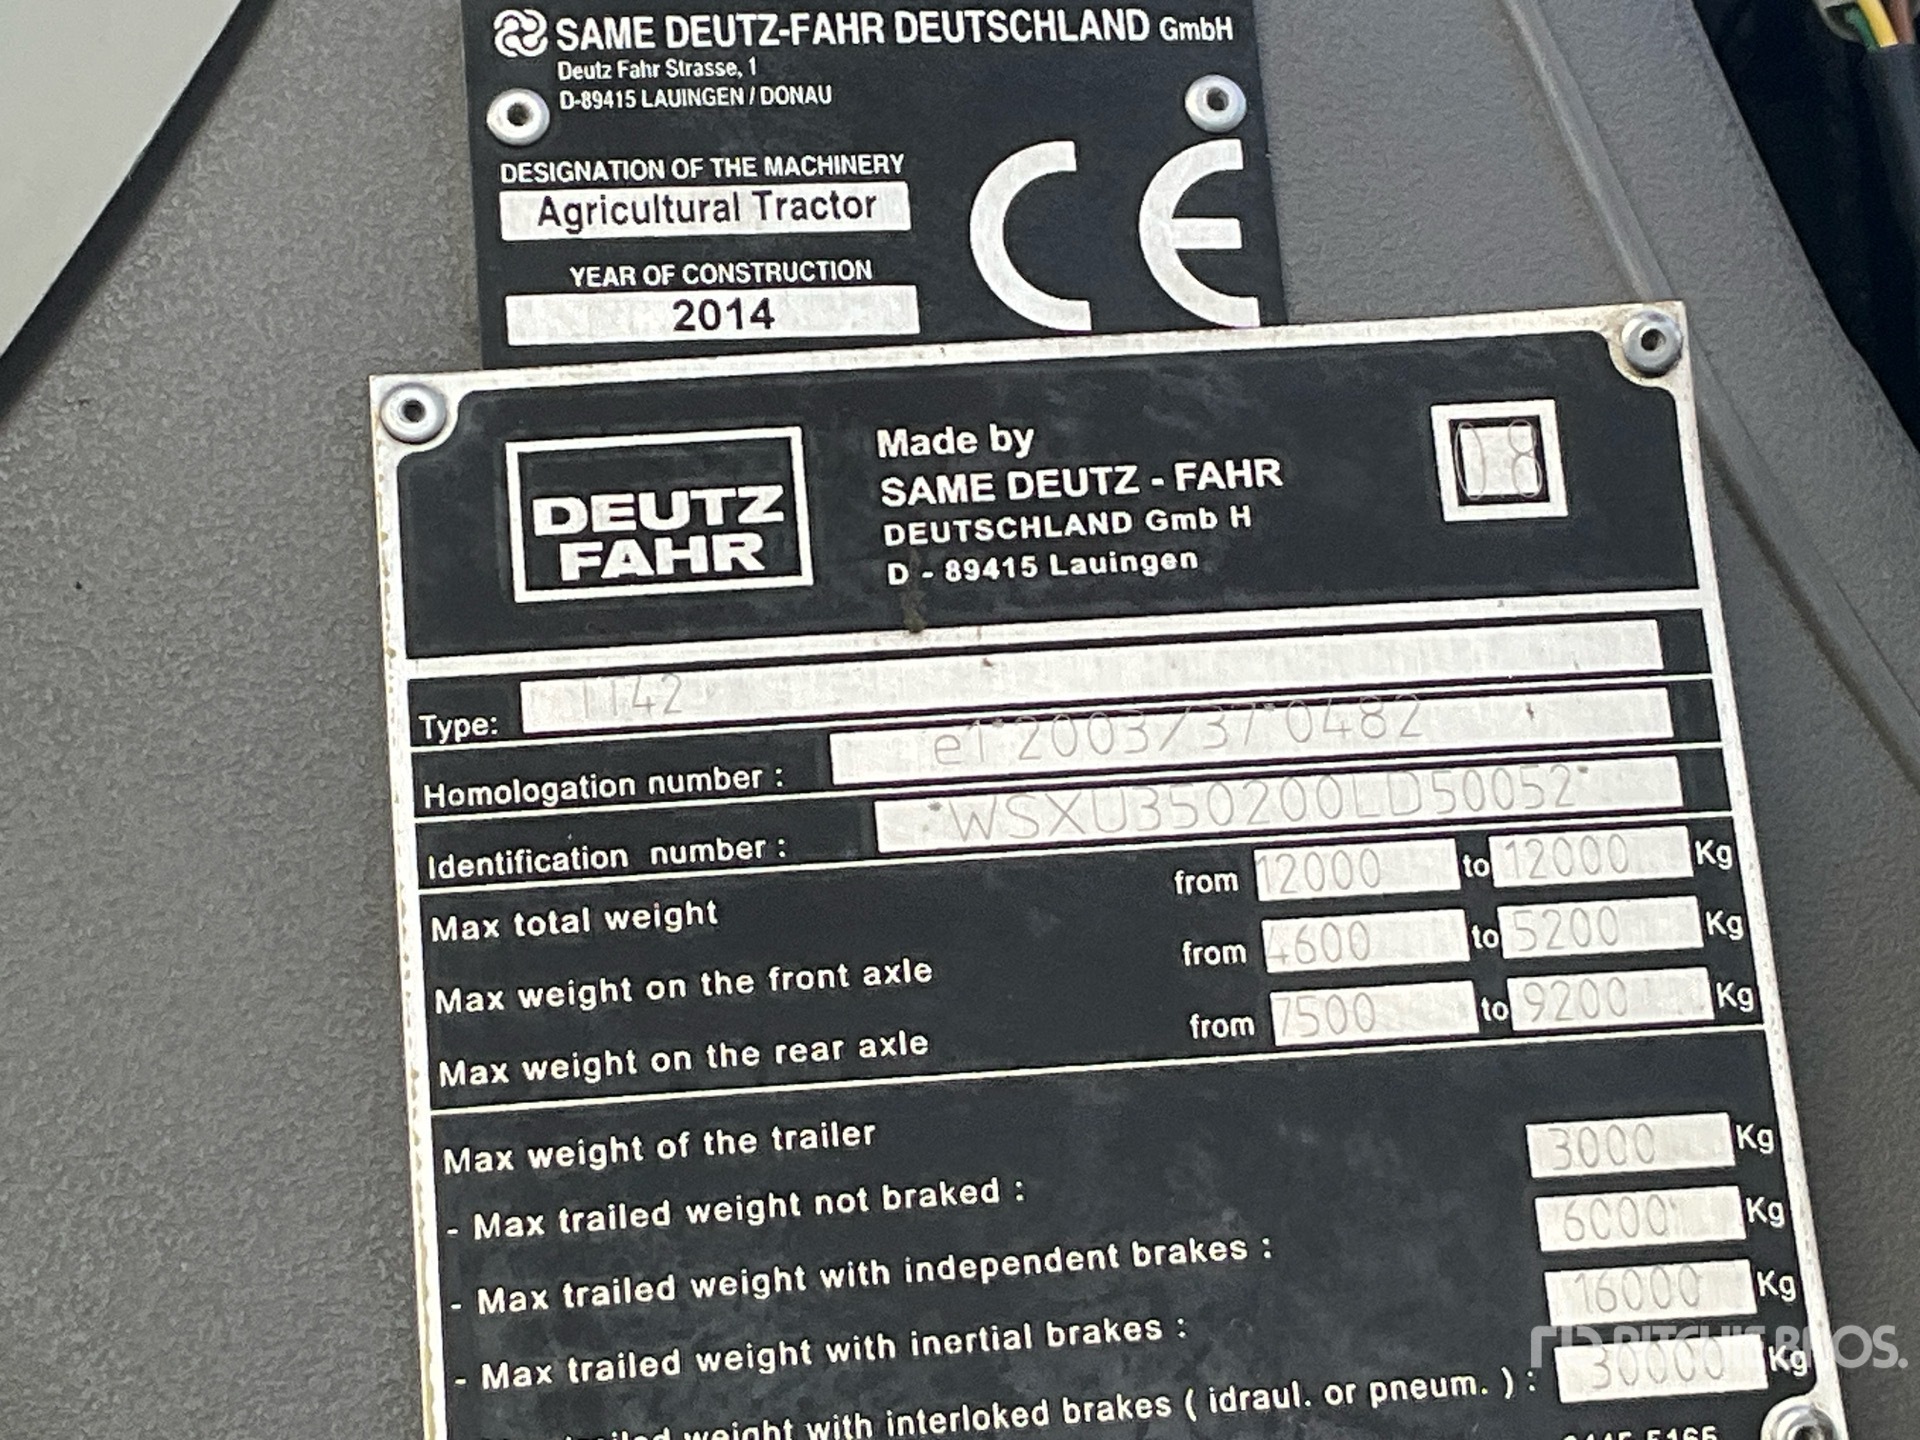 SAME DEUTZ-FAHR DEUTSCHLAND GmbH
Deutz Fahr Strasse, 1
D-89415 LAUINGEN / DONAU
DESIGNATION OF THE MACHINERY
Agricultural Tractor
YEAR OF CONSTRUCTION
2014
CE
DEUTZ
FAHR
Made by
SAME DEUTZ - FAHR
DEUTSCHLAND Gmb H
D - 89415 Lauingen
08
Type: 1142
Homologation number : e1*2003/37*0482
Identification number : *WSXU350200LD50052*
Max total weight from 12000 to 12000 Kg
Max weight on the front axle from 4600 to 5200 Kg
Max weight on the rear axle from 7500 to 9200 Kg
Max weight of the trailer
- Max trailed weight not braked : 3000 Kg
- Max trailed weight with independent brakes : 6000 Kg
- Max trailed weight with inertial brakes : 16000 Kg
trailed weight with interloked brakes ( idraul. or pneum. ) : 30000 Kg
RITCHIE BROS.